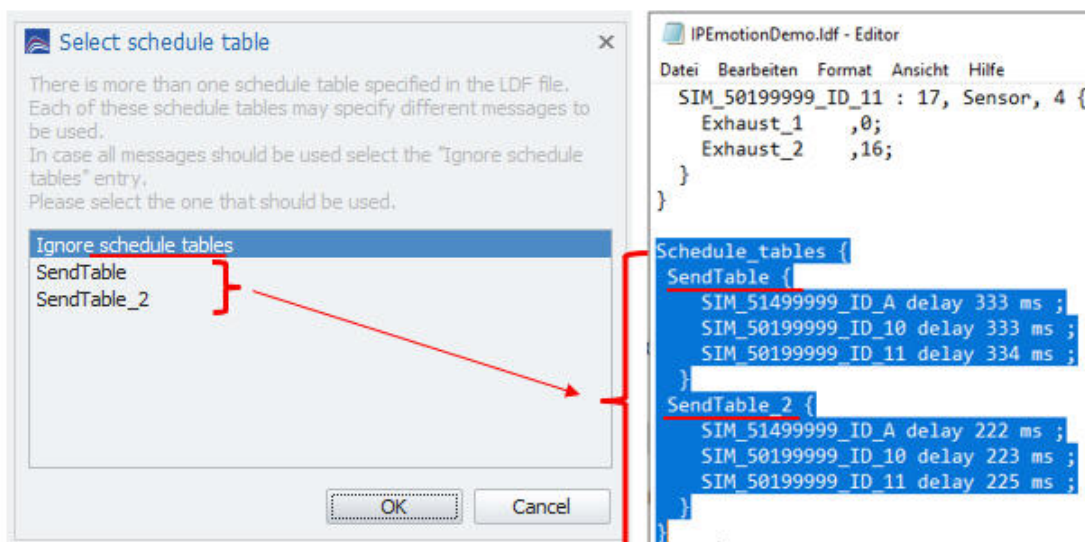 Select schedule table
There is more than one schedule table specified in the LDF file.
Each of these schedule tables may specify different messages to
be used.
In case all messages should be used select the "Ignore schedule
tables" entry.
Please select the one that should be used.
Ignore schedule tables
SendTable
SendTable_2
OK
Cancel
IPEmotionDemo.ldf - Editor
Datei Bearbeiten Format Ansicht Hilfe
SIM_50199999_ID_11 : 17, Sensor, 4 {
Exhaust_1 ,0;
Exhaust_2 ,16;
}
}
Schedule_tables {
SendTable {
SIM_51499999_ID_A delay 333 ms ;
SIM_50199999_ID_10 delay 333 ms ;
SIM_50199999_ID_11 delay 334 ms ;
}
SendTable_2 {
SIM_51499999_ID_A delay 222 ms ;
SIM_50199999_ID_10 delay 223 ms ;
SIM_50199999_ID_11 delay 225 ms ;
}
}